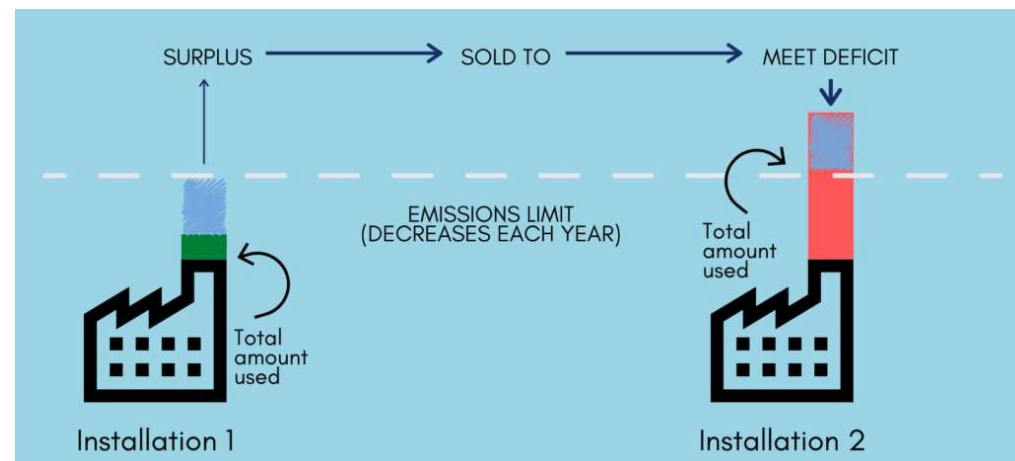 SURPLUS
SOLD TO
MEET DEFICIT
EMISSIONS LIMIT
(DECREASES EACH YEAR)
Total
amount
used
Total
amount
used
Installation 1
Installation 2